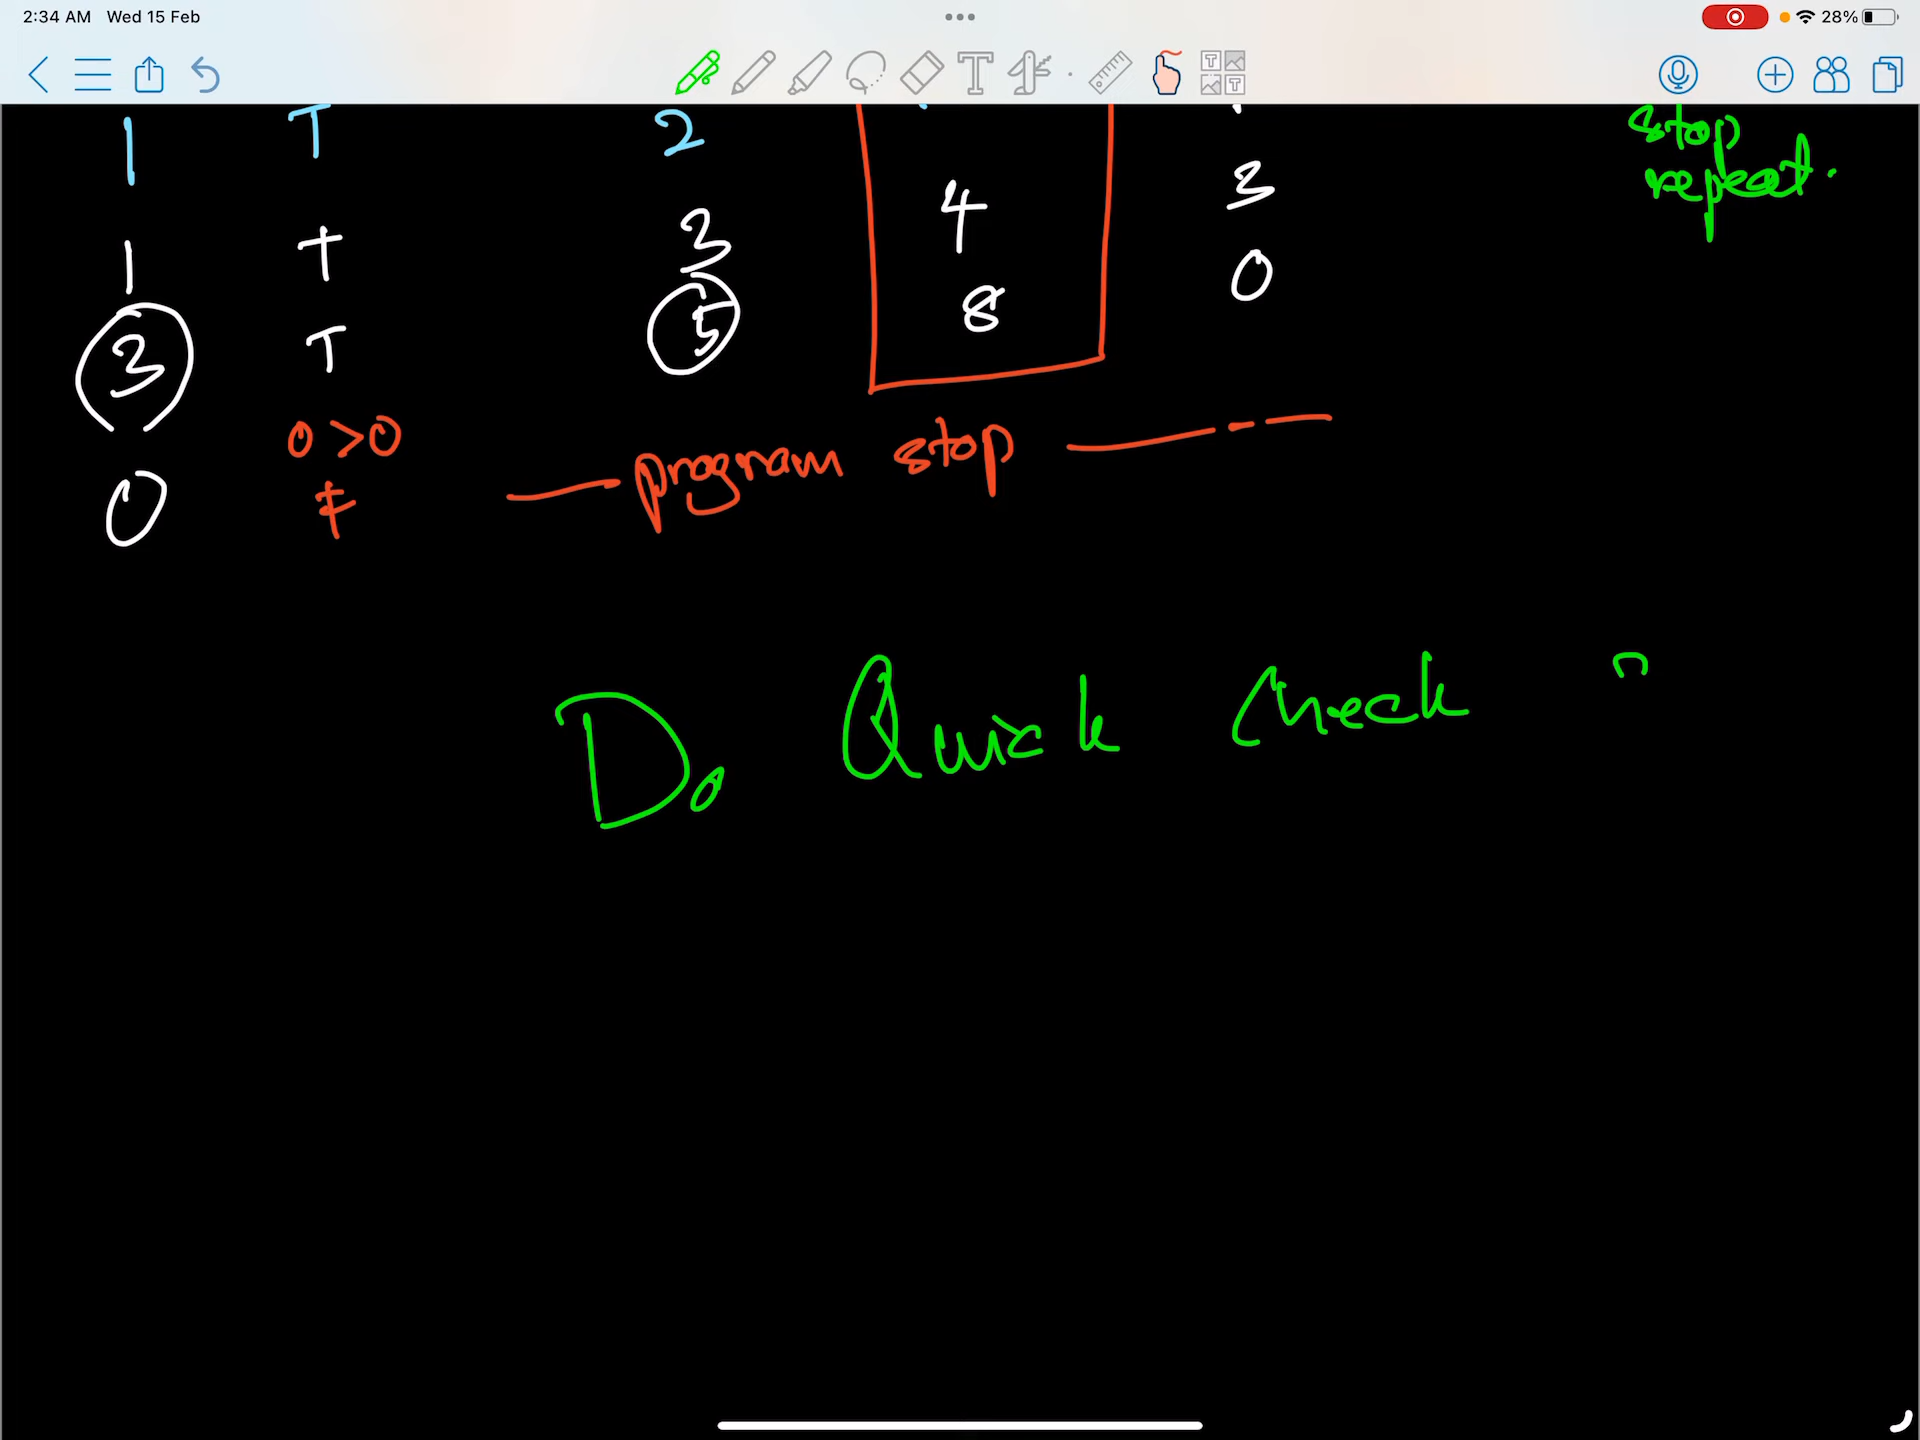 2:34 AM Wed 15 Feb 28%
1 T 2 stop
4 3 repeat.
1 T 3
3 T 5 8 0
0 >0 — program stop — — —
0 F
Do Quick Check